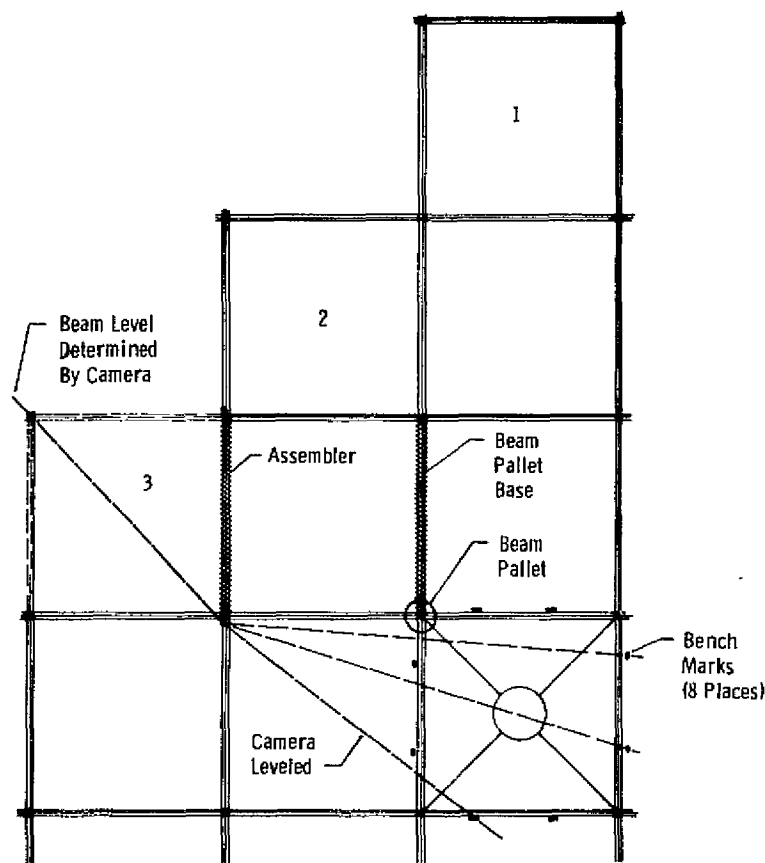 1
2
Beam Level
Determined
By Camera
3
Assembler
Beam
Pallet
Base
Beam
Pallet
Bench
Marks
(8 Places)
Camera
Leveled